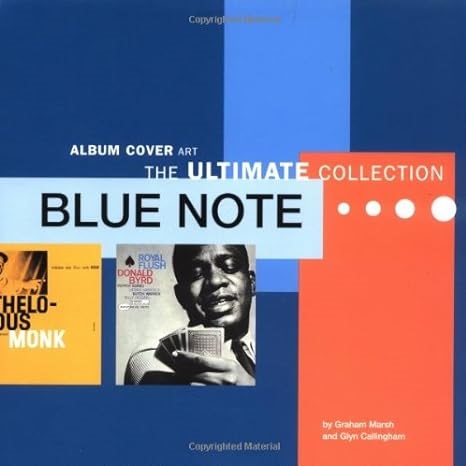 Copyrighted Material
ALBUM COVER ART
THE ULTIMATE COLLECTION
BLUE NOTE
THELO-
OUS
MONK
ROYAL
FLUSH
DONALD
BYRD
by Graham Marsh
and Glyn Callingham
Copyrighted Material